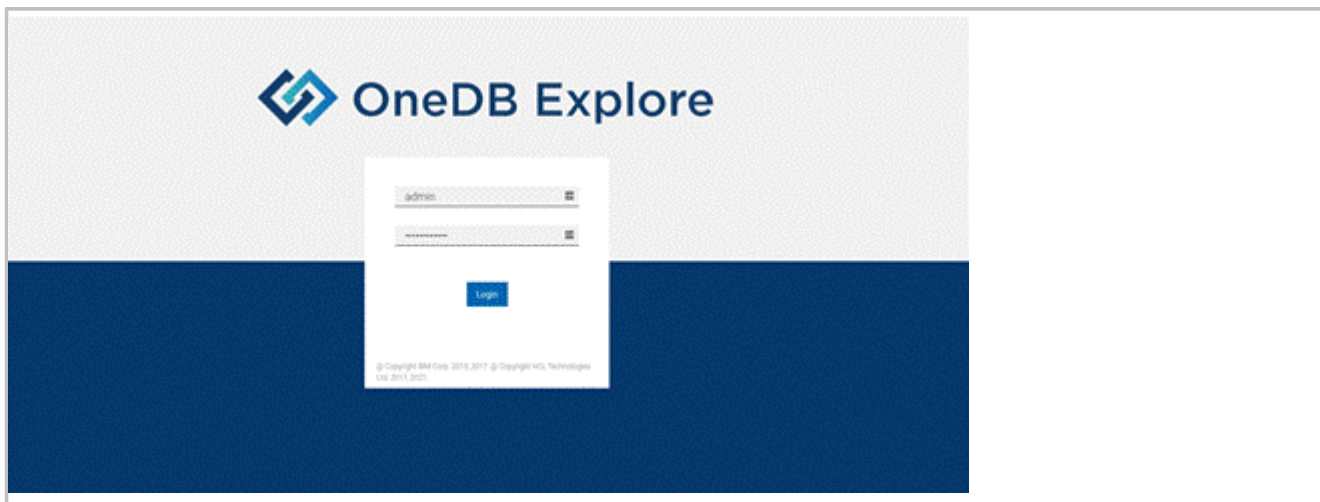 OneDB Explore
admin
Login
@ Copyright IBM Corp. 2015, 2017. @ Copyright HCL Technologies
Ltd. 2017, 2021.